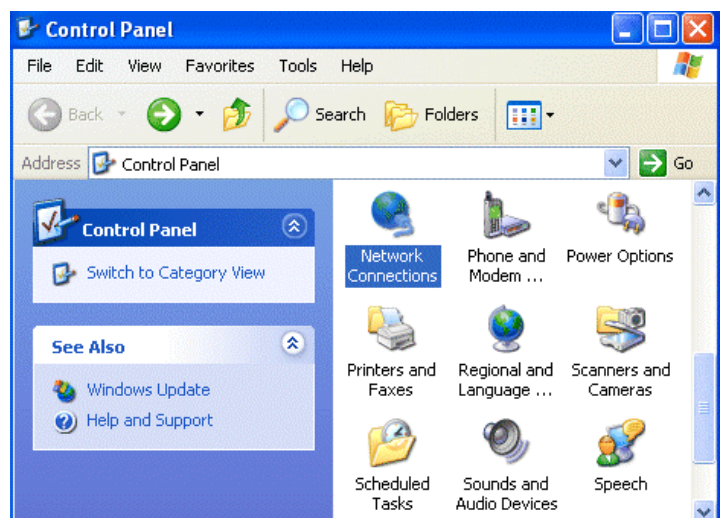 Control Panel
File Edit View Favorites Tools Help
Back Search Folders
Address Control Panel Go
Control Panel
Switch to Category View
See Also
Windows Update
Help and Support
Network Connections
Phone and Modem ...
Power Options
Printers and Faxes
Regional and Language ...
Scanners and Cameras
Scheduled Tasks
Sounds and Audio Devices
Speech